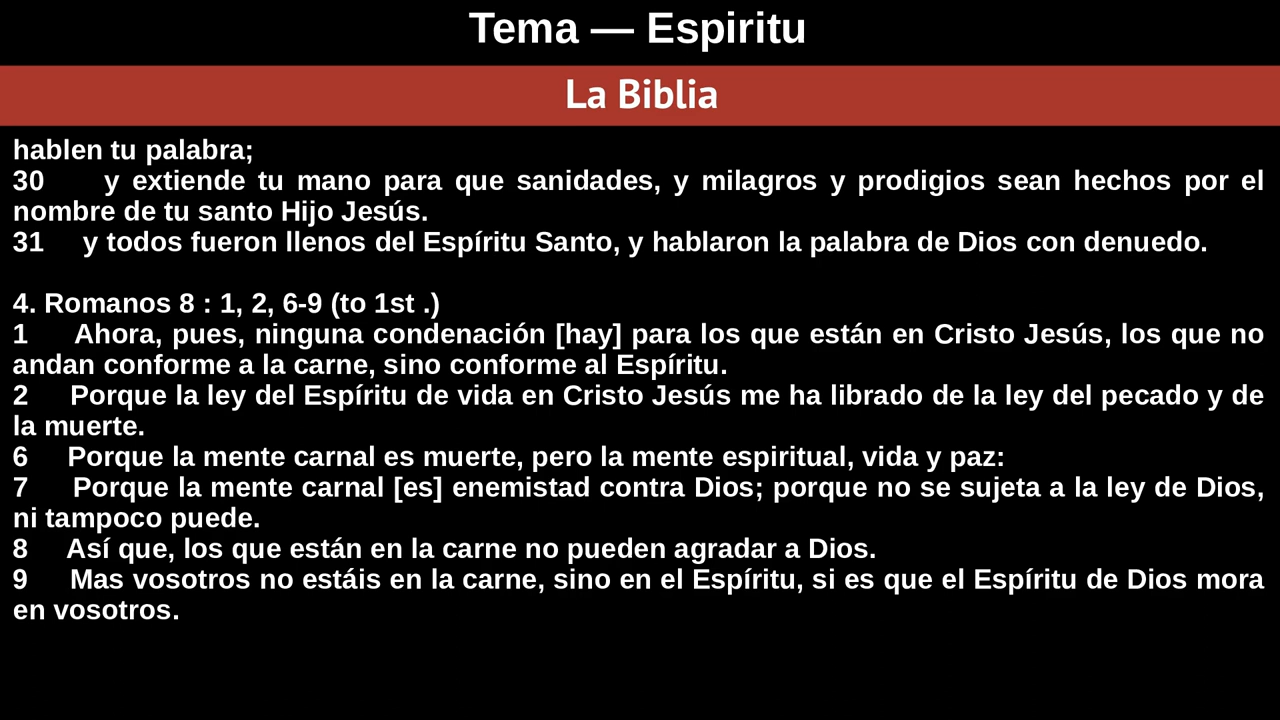 Tema — Espiritu
La Biblia
hablen tu palabra;
30 y extiende tu mano para que sanidades, y milagros y prodigios sean hechos por el
nombre de tu santo Hijo Jesús.
31 y todos fueron llenos del Espíritu Santo, y hablaron la palabra de Dios con denuedo.
4. Romanos 8 : 1, 2, 6-9 (to 1st .)
1 Ahora, pues, ninguna condenación [hay] para los que están en Cristo Jesús, los que no
andan conforme a la carne, sino conforme al Espíritu.
2 Porque la ley del Espíritu de vida en Cristo Jesús me ha librado de la ley del pecado y de
la muerte.
6 Porque la mente carnal es muerte, pero la mente espiritual, vida y paz:
7 Porque la mente carnal [es] enemistad contra Dios; porque no se sujeta a la ley de Dios,
ni tampoco puede.
8 Así que, los que están en la carne no pueden agradar a Dios.
9 Mas vosotros no estáis en la carne, sino en el Espíritu, si es que el Espíritu de Dios mora
en vosotros.